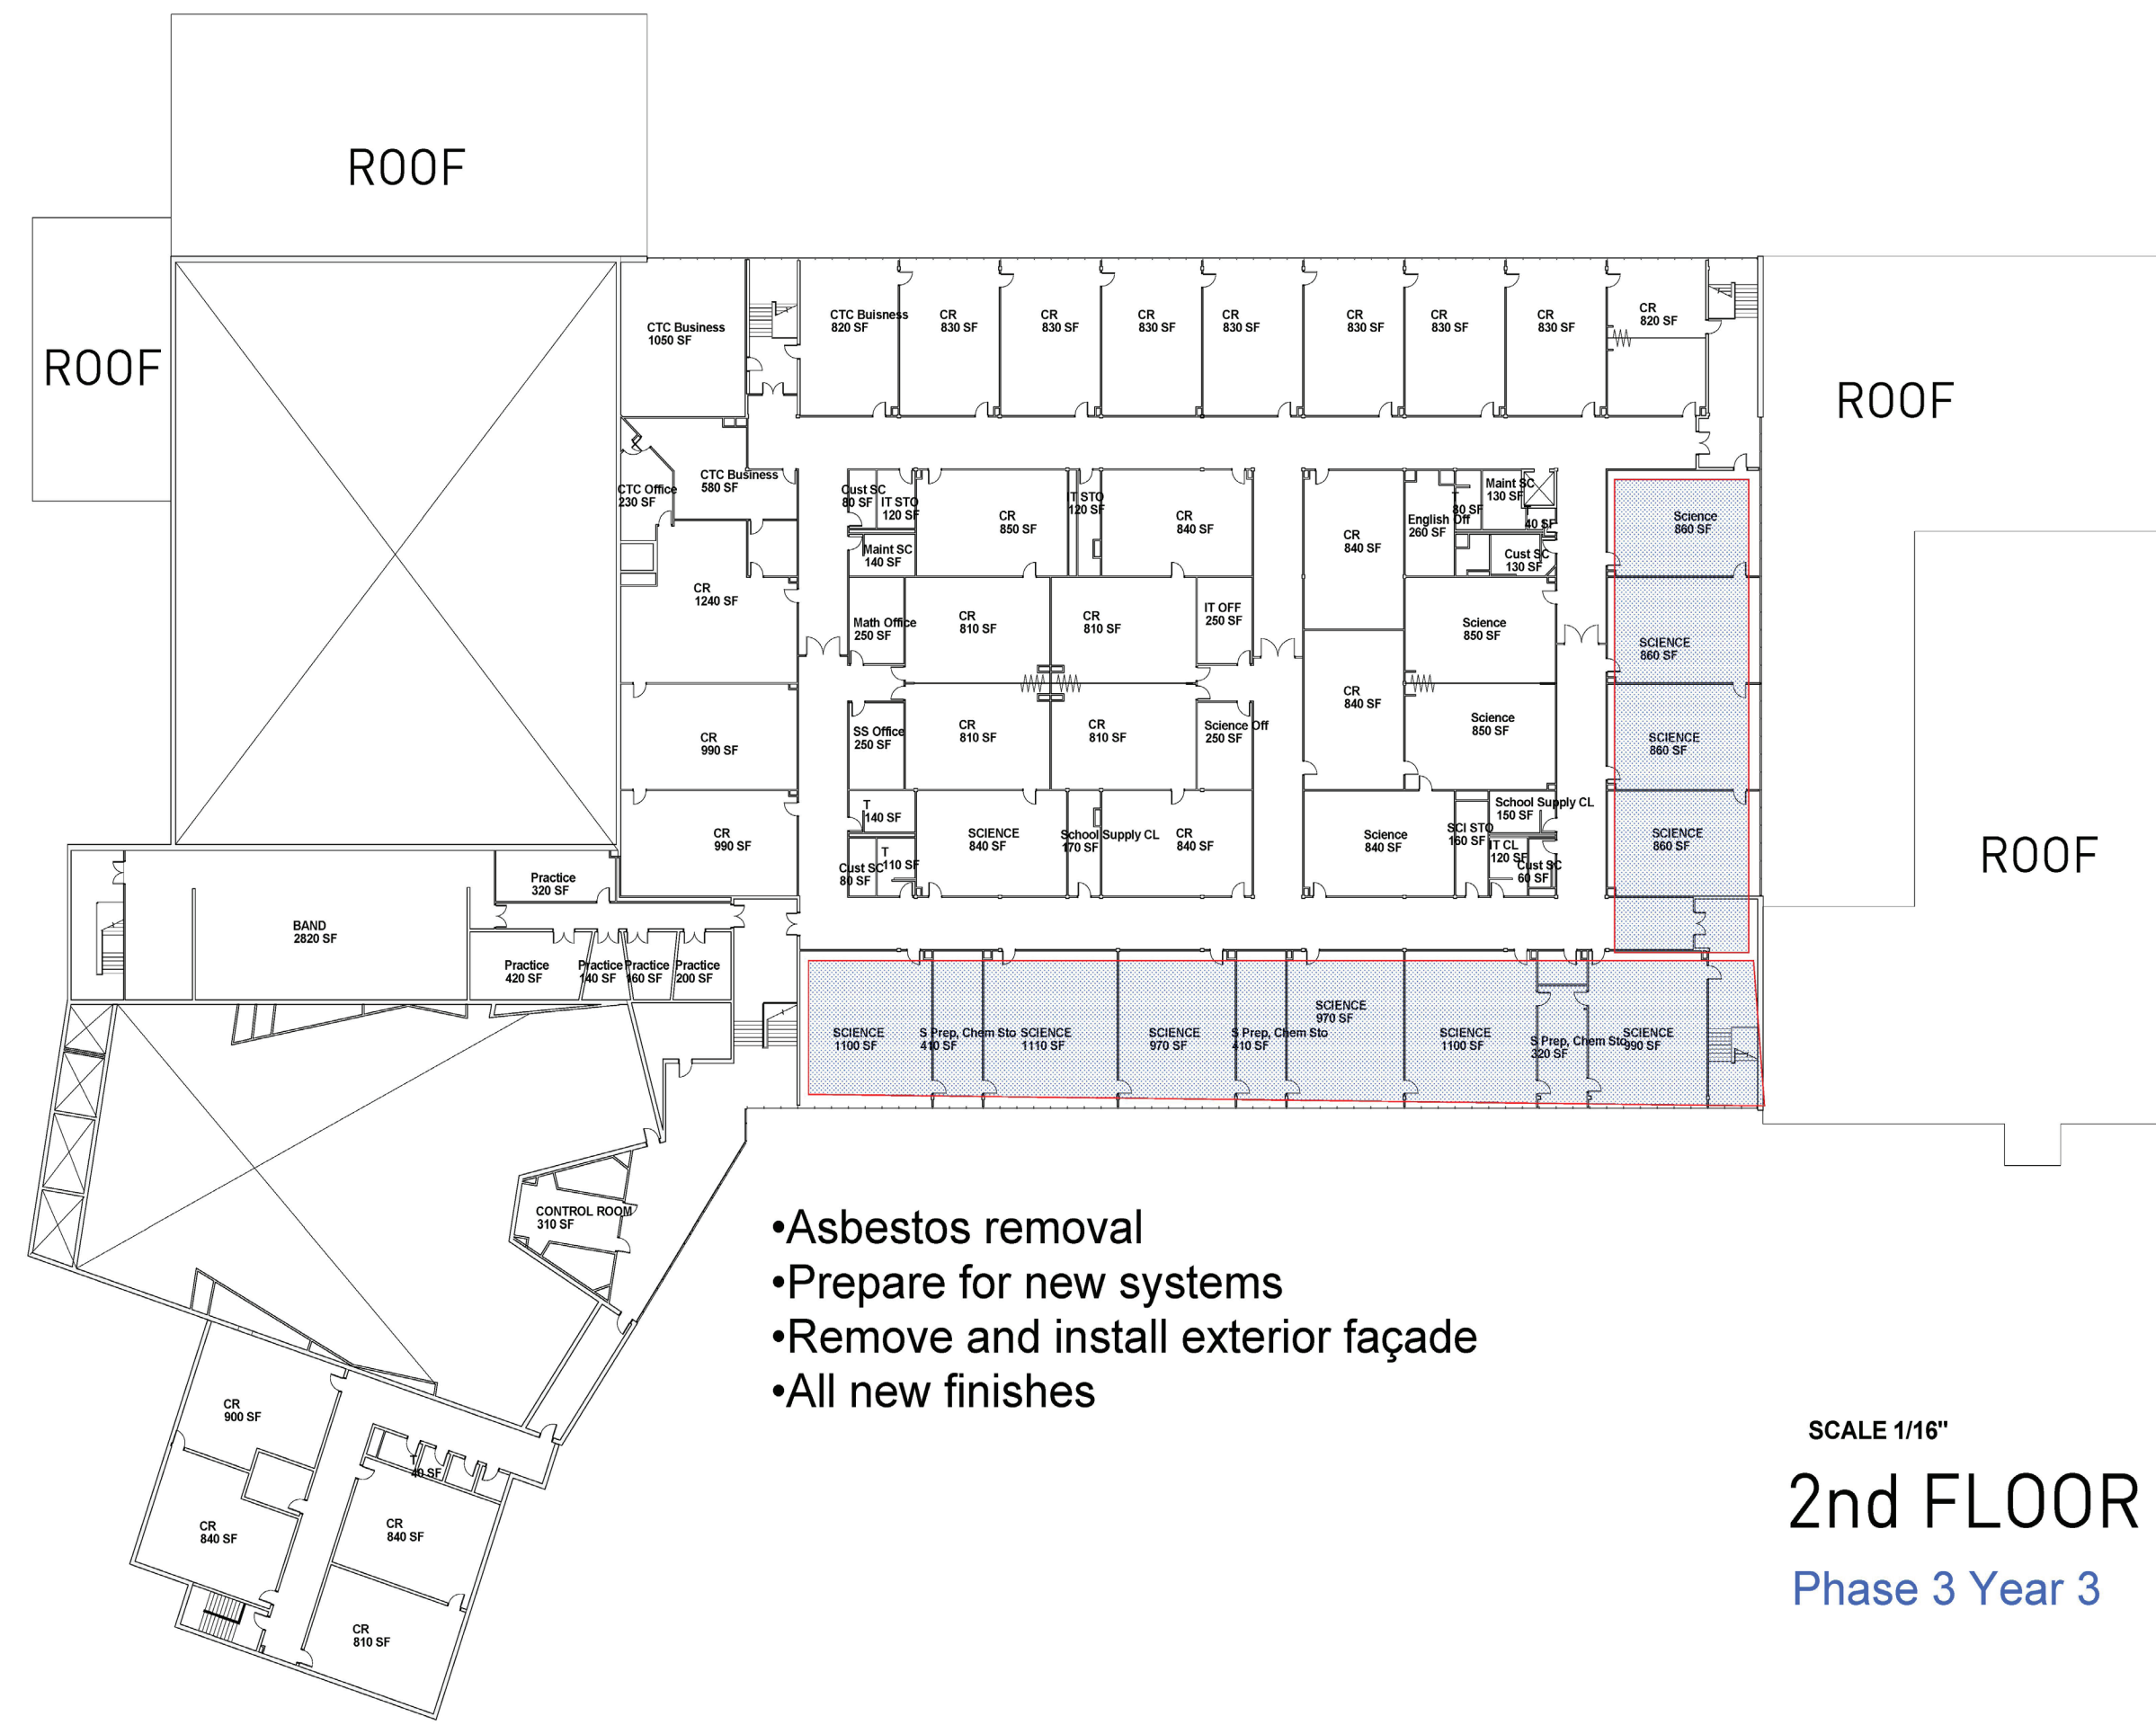 ROOF
ROOF
ROOF
ROOF
CTC Business
1050 SF
CTC Buisness
820 SF
CR
830 SF
CR
830 SF
CR
830 SF
CR
830 SF
CR
830 SF
CR
830 SF
CR
830 SF
CR
820 SF
CTC Office
230 SF
CTC Business
580 SF
Cust SC
80 SF
IT STO
120 SF
CR
850 SF
IT STO
120 SF
CR
840 SF
CR
840 SF
English Off
260 SF
T
80 SF
Maint SC
130 SF
T
40 SF
Cust SC
130 SF
Science
860 SF
Maint SC
140 SF
CR
1240 SF
Math Office
250 SF
CR
810 SF
CR
810 SF
IT OFF
250 SF
Science
850 SF
SCIENCE
860 SF
CR
990 SF
SS Office
250 SF
CR
810 SF
CR
810 SF
Science Off
250 SF
CR
840 SF
Science
850 SF
SCIENCE
860 SF
CR
990 SF
T
140 SF
Cust SC
80 SF
T
110 SF
SCIENCE
840 SF
School Supply CL
170 SF
CR
840 SF
Science
840 SF
SCI STO
160 SF
School Supply CL
150 SF
IT CL
120 SF
Cust SC
60 SF
SCIENCE
860 SF
Practice
320 SF
BAND
2820 SF
Practice
420 SF
Practice
140 SF
Practice
160 SF
Practice
200 SF
SCIENCE
1100 SF
S Prep, Chem Sto
410 SF
SCIENCE
1110 SF
SCIENCE
970 SF
S Prep, Chem Sto
410 SF
SCIENCE
970 SF
SCIENCE
1100 SF
S Prep, Chem Sto
320 SF
SCIENCE
990 SF
CONTROL ROOM
310 SF
•Asbestos removal
•Prepare for new systems
•Remove and install exterior façade
•All new finishes
CR
900 SF
T
40 SF
CR
840 SF
CR
840 SF
CR
810 SF
SCALE 1/16"
2nd FLOOR
Phase 3 Year 3